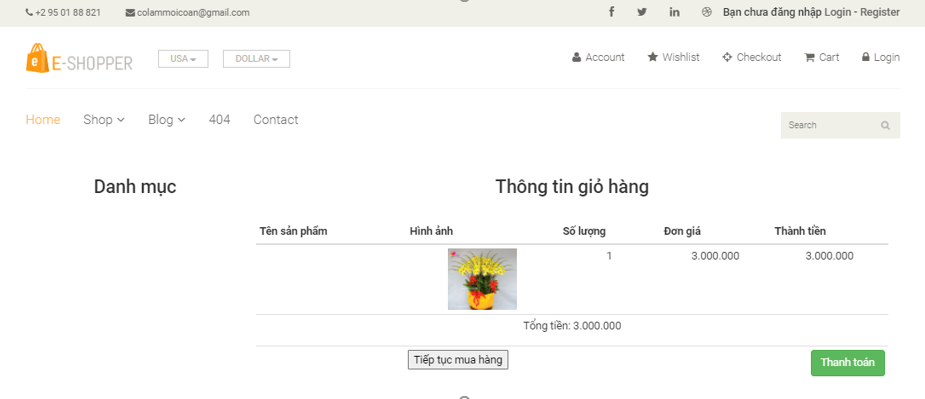 +2 95 01 88 821 colammoicoan@gmail.com Bạn chưa đăng nhập Login - Register
E-SHOPPER USA DOLLAR Account Wishlist Checkout Cart Login
Home Shop Blog 404 Contact Search
Danh mục Thông tin giỏ hàng
Tên sản phẩm Hình ảnh Số lượng Đơn giá Thành tiền
1 3.000.000 3.000.000
Tổng tiền: 3.000.000
Tiếp tục mua hàng Thanh toán